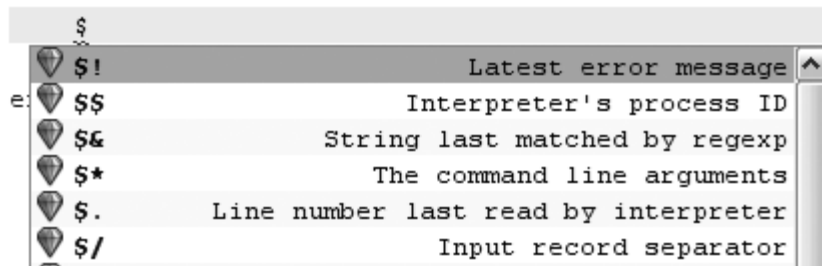 $
$! Latest error message
$$ Interpreter's process ID
$& String last matched by regexp
$* The command line arguments
$. Line number last read by interpreter
$/ Input record separator